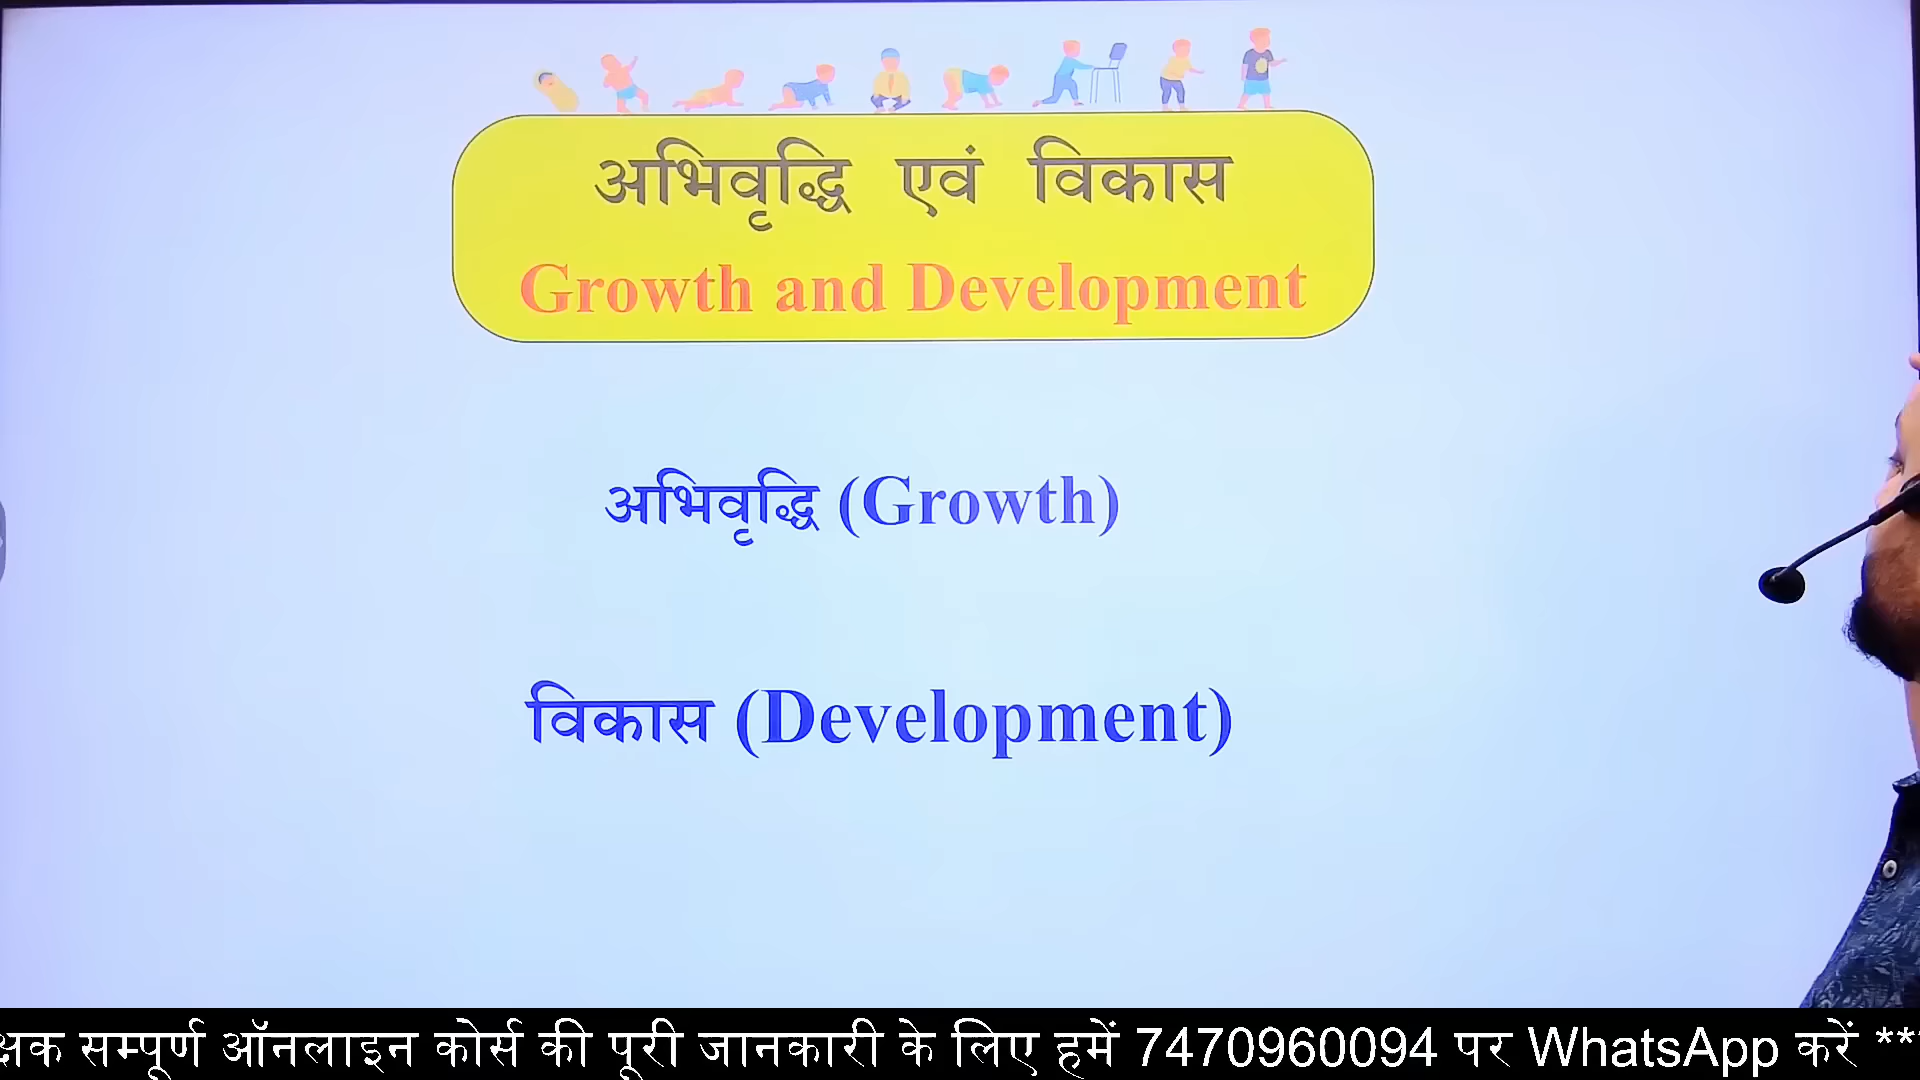 अभिवृद्धि एवं विकास
Growth and Development
अभिवृद्धि (Growth)
विकास (Development)
सम्पूर्ण ऑनलाइन कोर्स की पूरी जानकारी के लिए हमें 7470960094 पर WhatsApp करें **